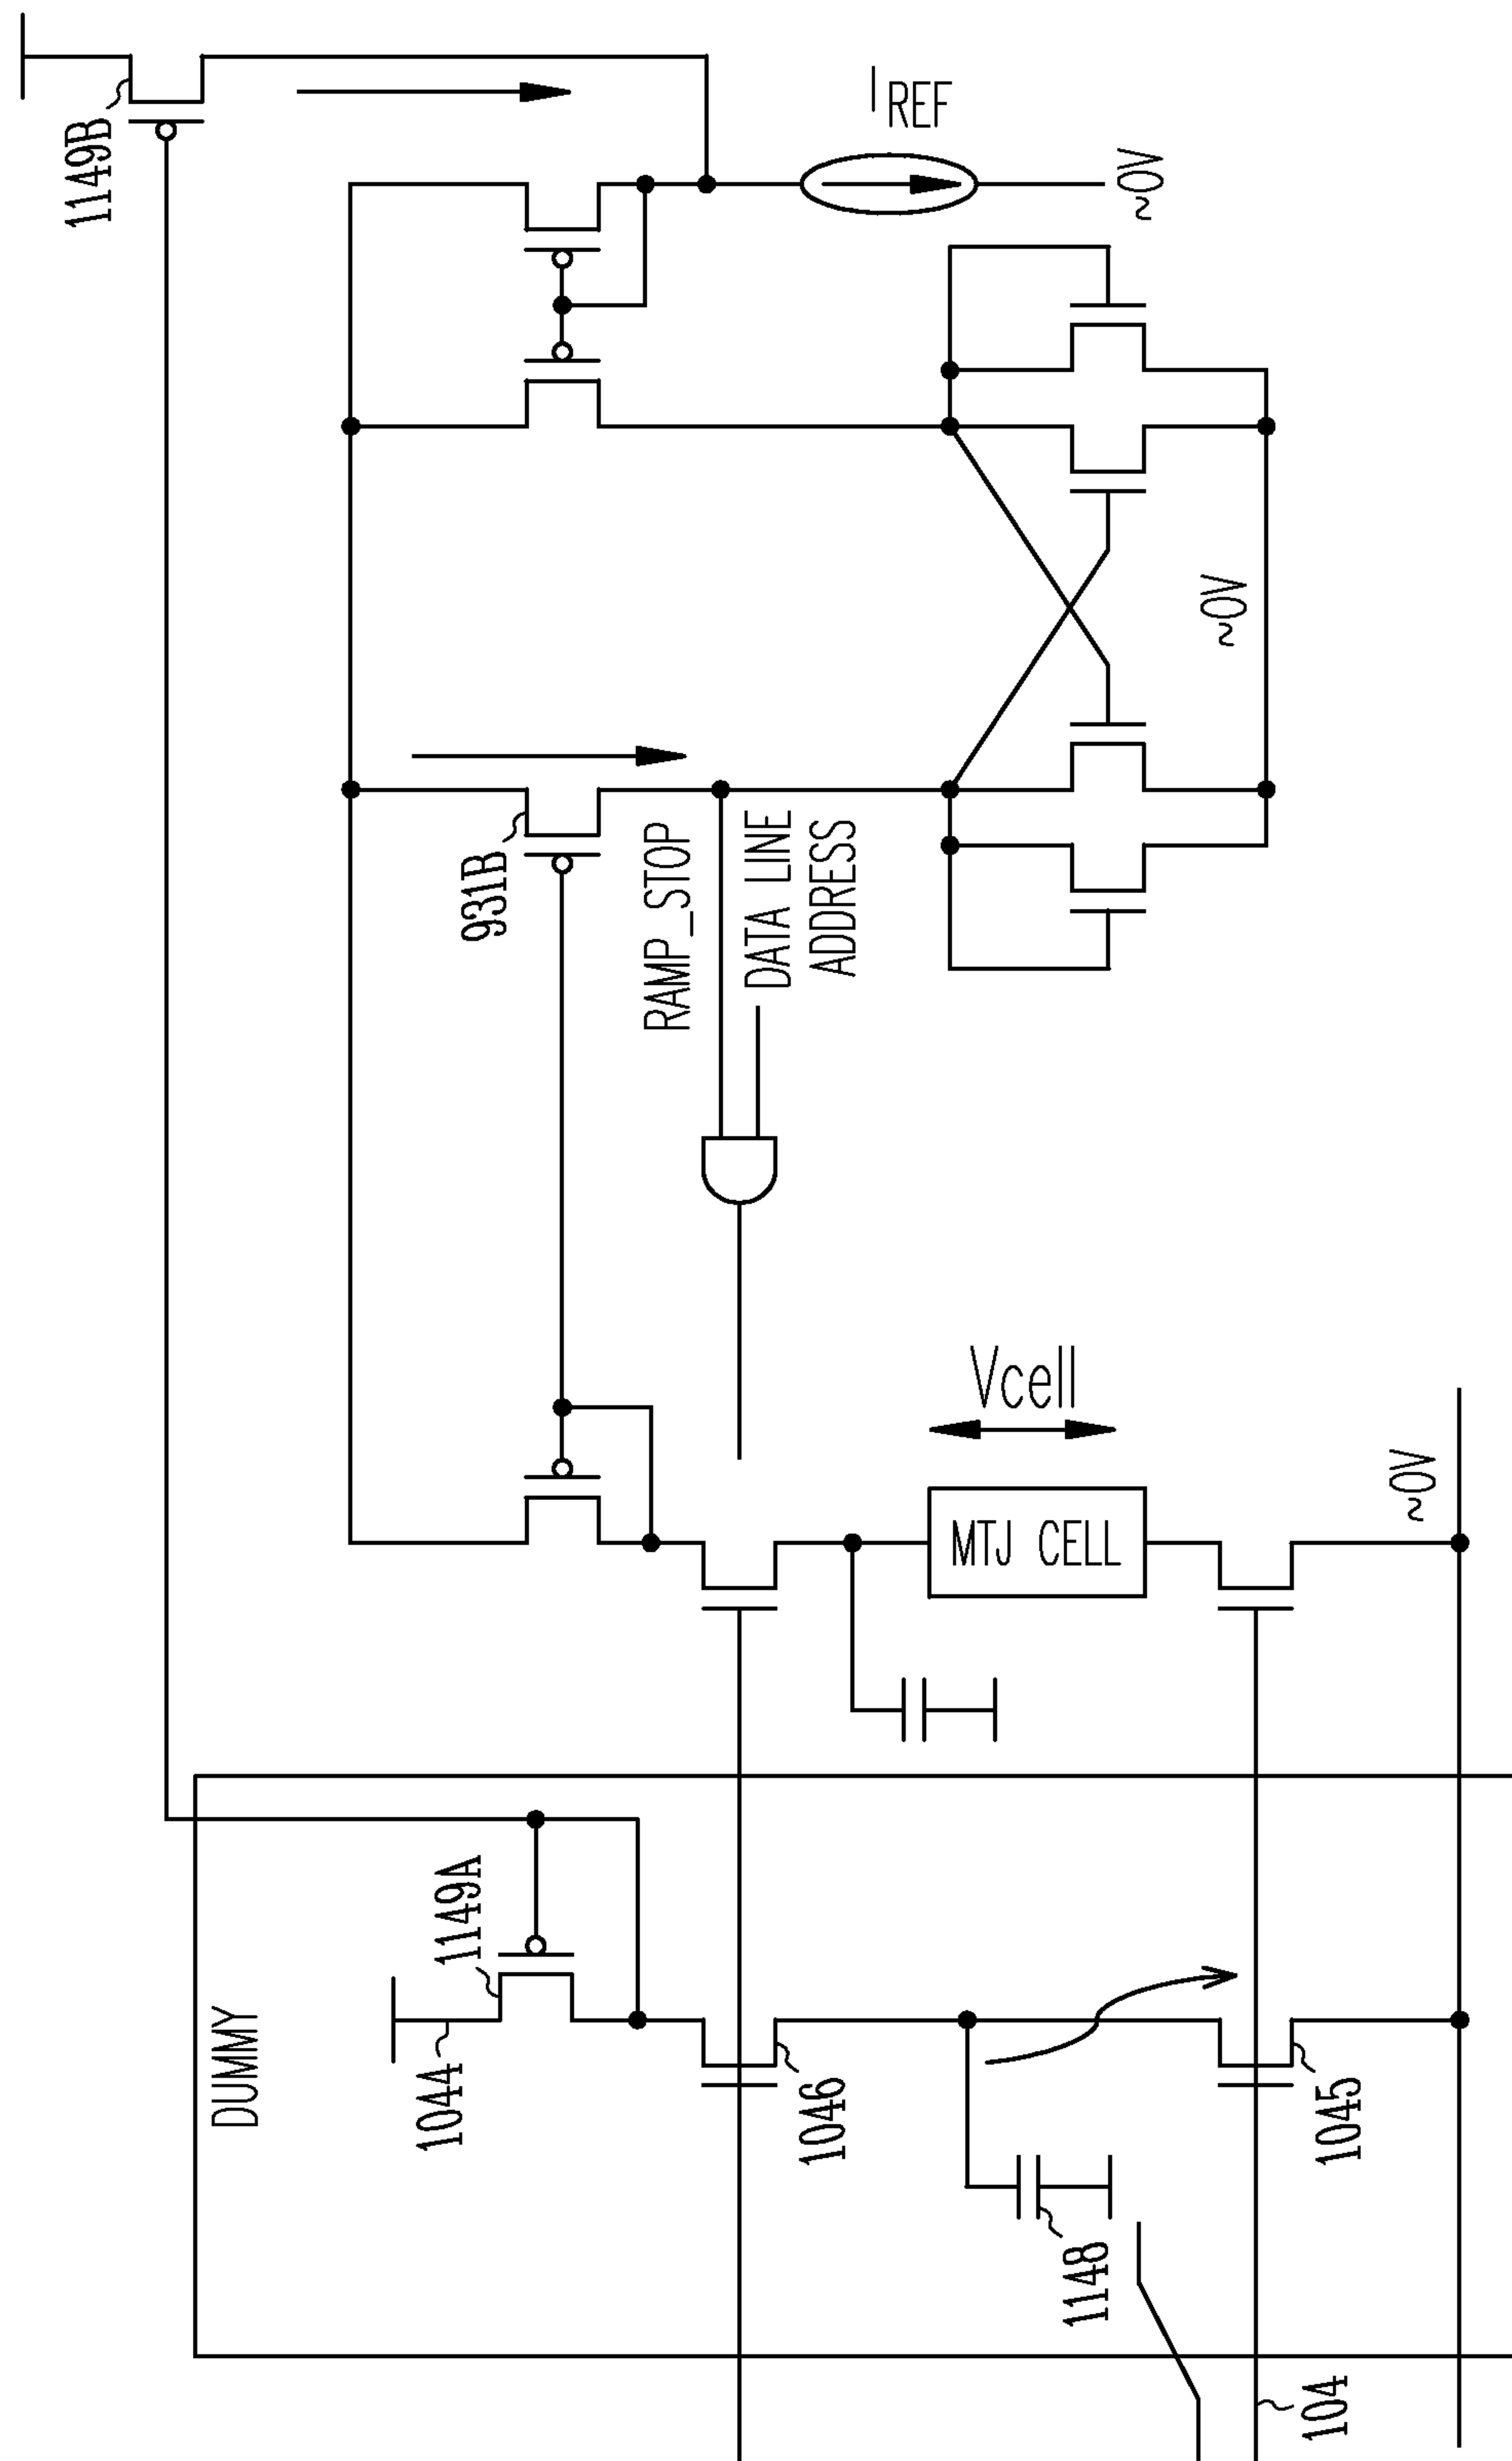 1149B
I REF
~0V
931B
RAMP_STOP
DATA LINE
ADDRESS
~0V
Vcell
MTJ CELL
~0V
DUMMY
1149A
1044
1046
1045
1148
104